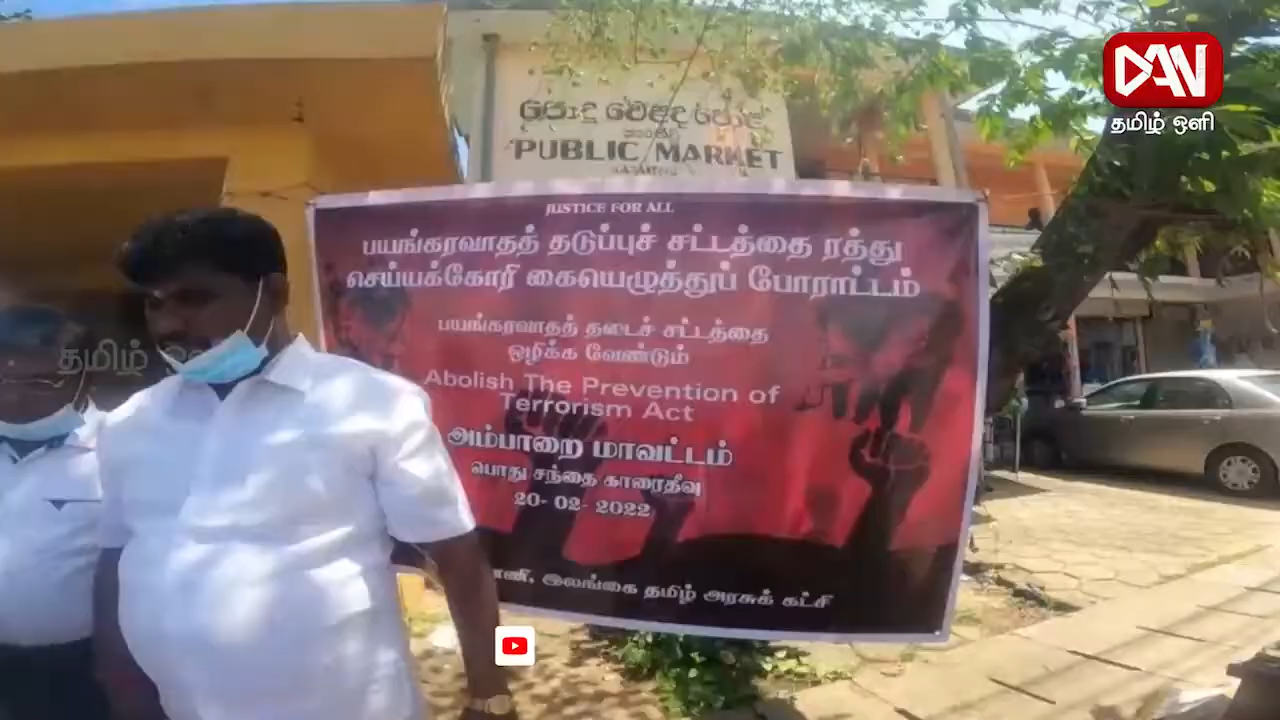 DAN
தமிழ் ஒளி
PUBLIC MARKET
JUSTICE FOR ALL
பயங்கரவாதத் தடுப்புச் சட்டத்தை ரத்து
செய்யக்கோரி கையெழுத்துப் போராட்டம்
பயங்கரவாதத் தடைச் சட்டத்தை
ஒழிக்க வேண்டும்
Abolish The Prevention of
Terrorism Act
அம்பாறை மாவட்டம்
பொது சந்தை காரைதீவு
20- 02- 2022
இலங்கை தமிழ் அரசுக் கட்சி
தமிழ் ஒளி